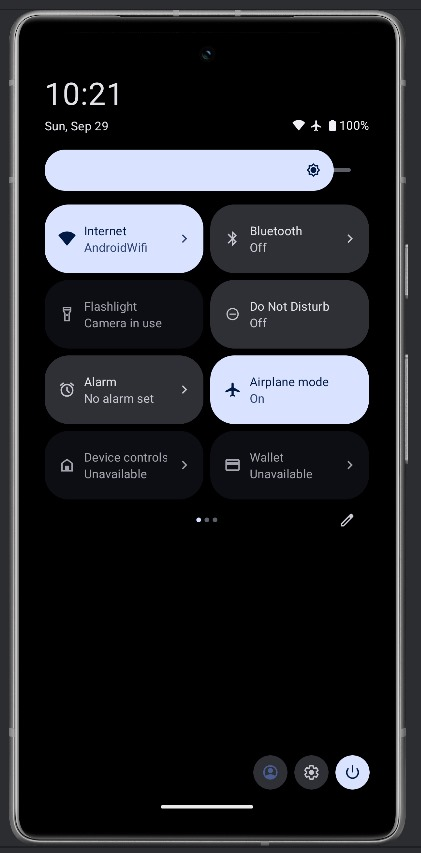 10:21
Sun, Sep 29
100%
Internet
AndroidWifi
Bluetooth
Off
Flashlight
Camera in use
Do Not Disturb
Off
Alarm
No alarm set
Airplane mode
On
Device controls
Unavailable
Wallet
Unavailable